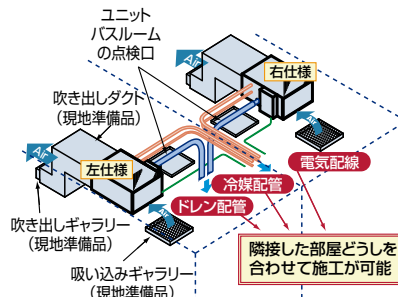 ユニット
バスルーム
の点検口
Air
右仕様
吹き出しダクト
(現地準備品)
Air
Air
左仕様
電気配線
冷媒配管
ドレン配管
Air
吹き出しギャラリー
(現地準備品)
吸い込みギャラリー
(現地準備品)
隣接した部屋どうしを
合わせて施工が可能